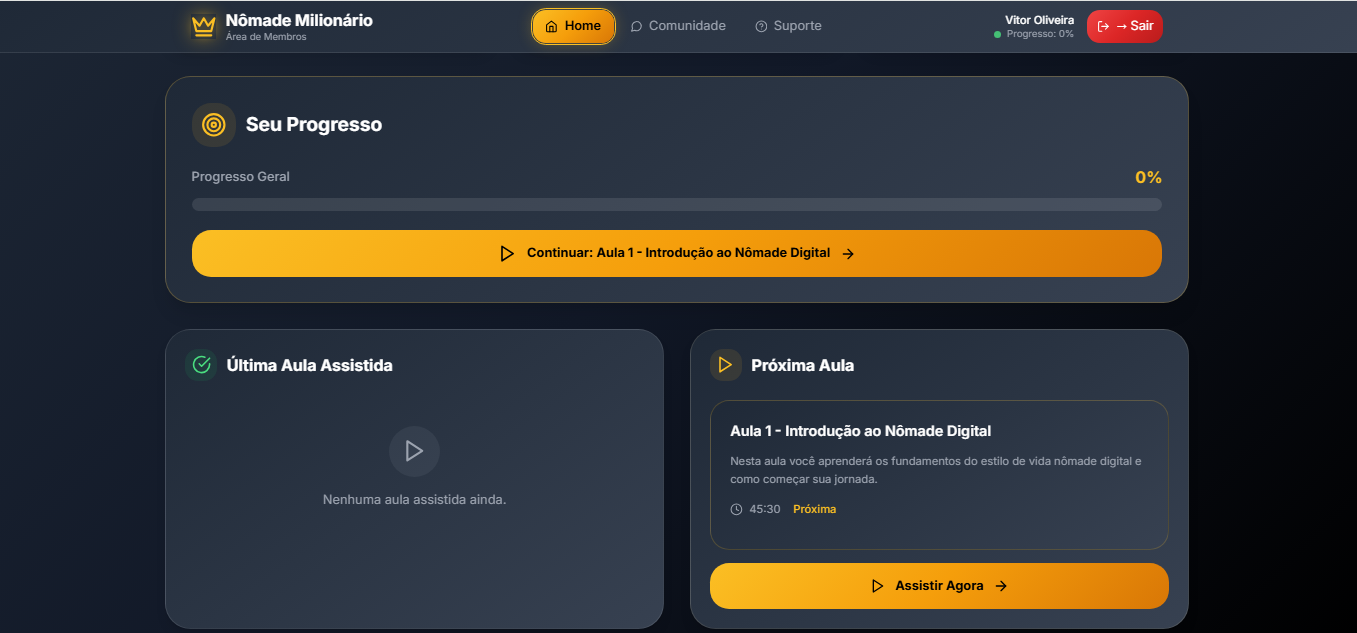 Nômade Milionário
Área de Membros
Home
Comunidade
Suporte
Vitor Oliveira
Progresso: 0%
→ Sair
Seu Progresso
Progresso Geral
0%
Continuar: Aula 1 - Introdução ao Nômade Digital
Última Aula Assistida
Nenhuma aula assistida ainda.
Próxima Aula
Aula 1 - Introdução ao Nômade Digital
Nesta aula você aprenderá os fundamentos do estilo de vida nômade digital e
como começar sua jornada.
45:30 Próxima
Assistir Agora